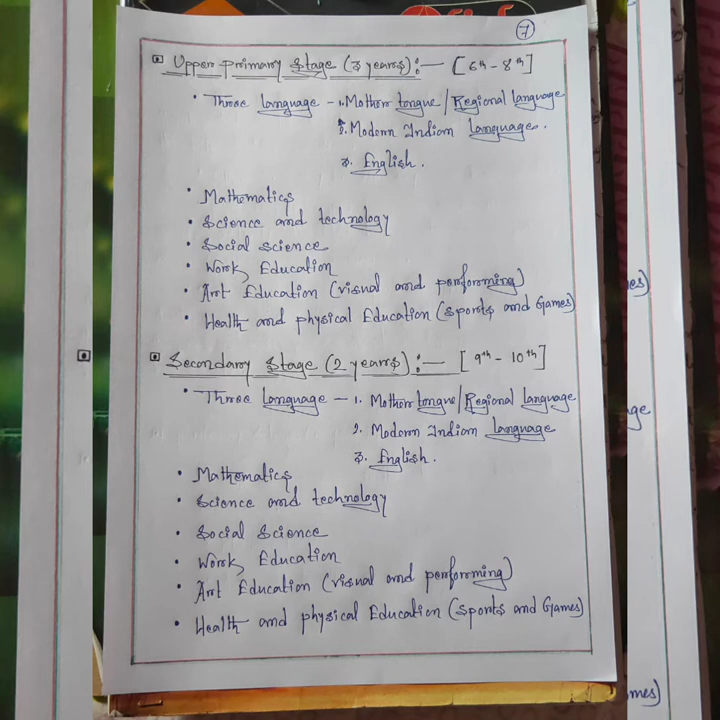 7
Upper primary Stage (3 years) :— [6th - 8th]
• Three language - 1. Mother tongue / Regional language
2. Modern Indian language.
3. English.
• Mathematics
• Science and technology
• Social science
• Work Education
• Art Education (visual and performing)
• Health and physical Education (sports and Games)
Secondary Stage (2 years) :— [9th - 10th]
• Three language — 1. Mother tongue / Regional language
2. Modern Indian language
3. English.
• Mathematics
• Science and technology
• Social Science
• Work Education
• Art Education (visual and performing)
• Health and physical Education (sports and Games)
es)
ge
mes)